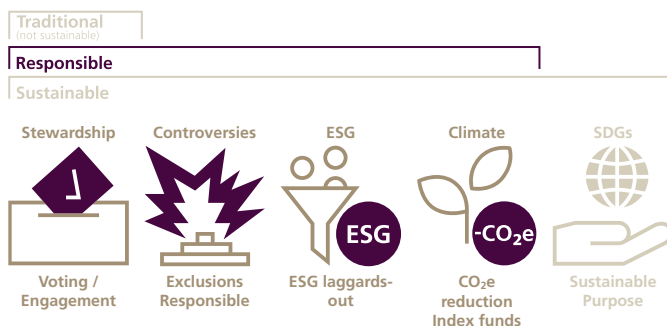 Traditional
(not sustainable)
Responsible
Sustainable
Stewardship
Controversies
ESG
Climate
SDGs
ESG
-CO₂e
Voting /
Engagement
Exclusions
Responsible
ESG laggards-
out
CO₂e
reduction
Index funds
Sustainable
Purpose